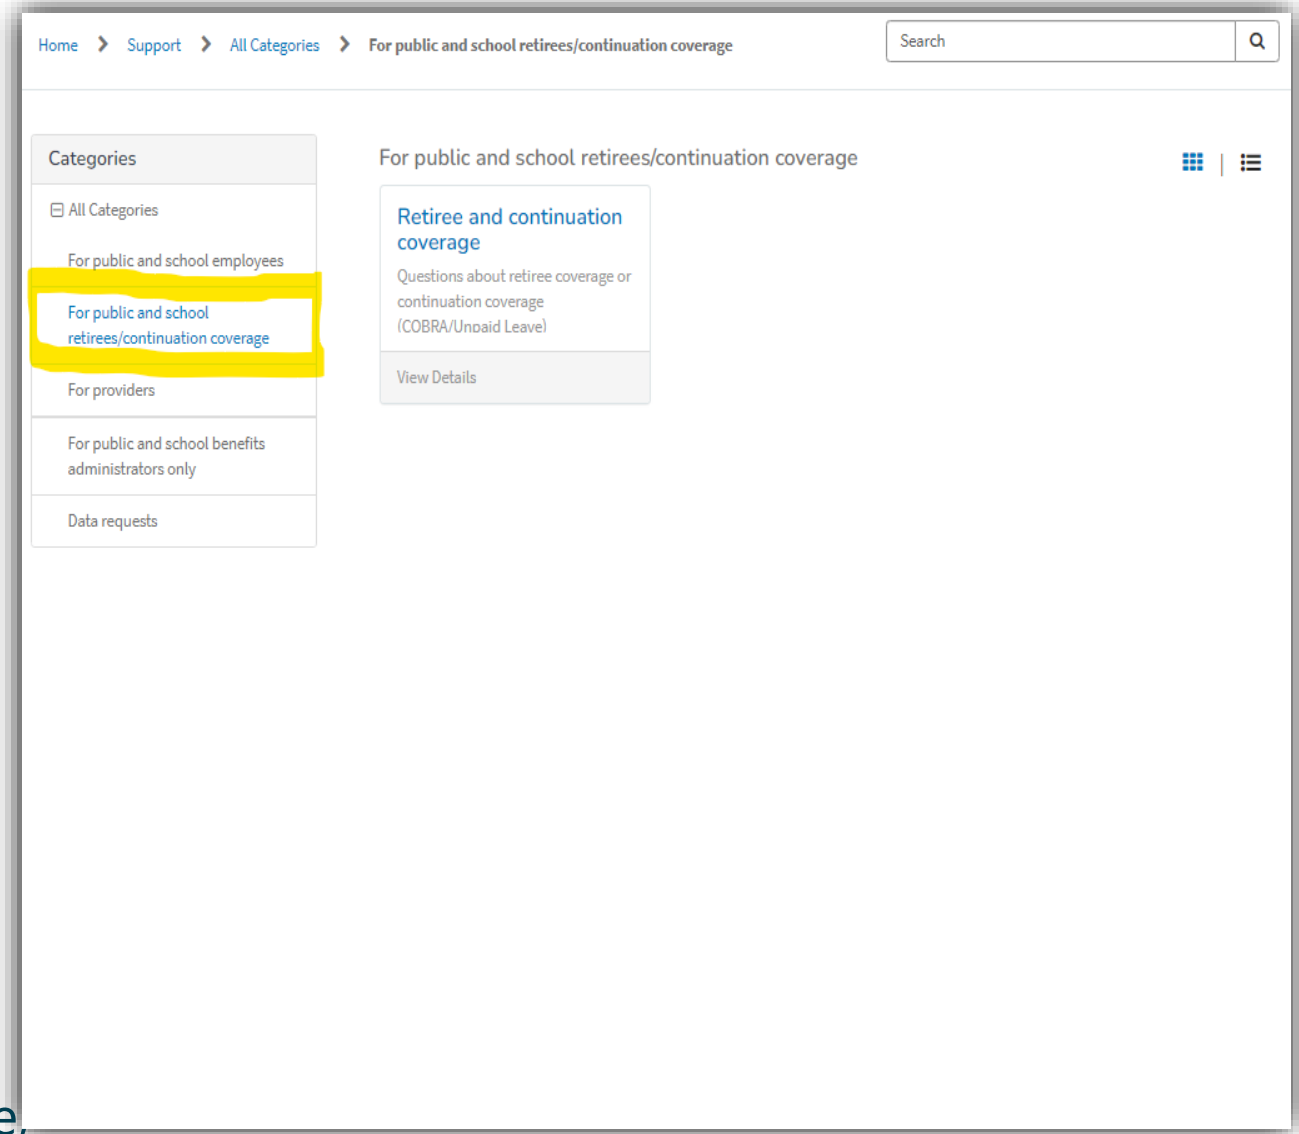 Home > Support > All Categories > For public and school retirees/continuation coverage
Search
Categories
All Categories
For public and school employees
For public and school
retirees/continuation coverage
For providers
For public and school benefits
administrators only
Data requests
For public and school retirees/continuation coverage
Retiree and continuation
coverage
Questions about retiree coverage or
continuation coverage
(COBRA/Unpaid Leave)
View Details
e,